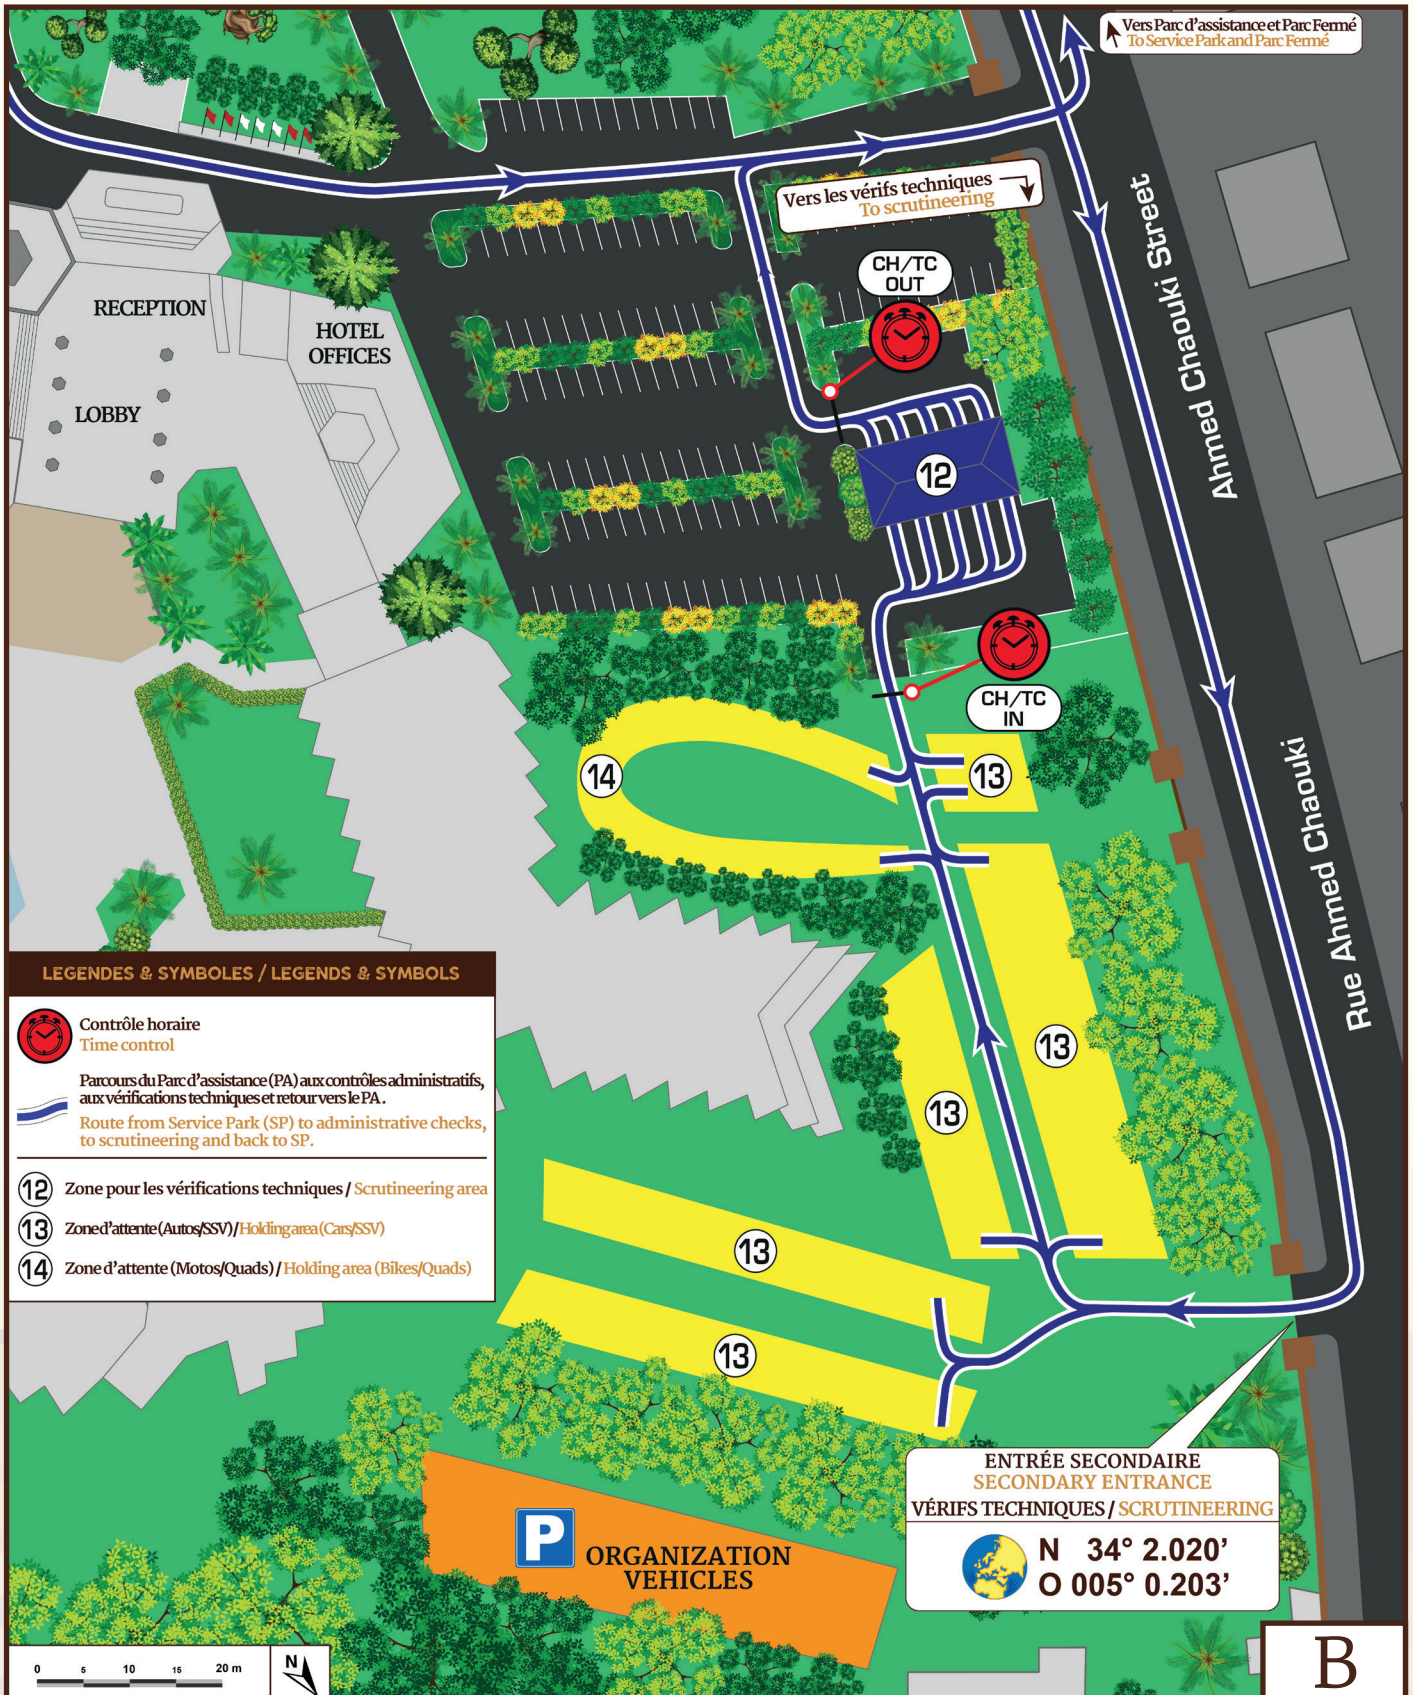 Vers Parc d'assistance et Parc Fermé
To Service Park and Parc Fermé
Vers les vérifs techniques
To scrutineering
Ahmed Chaouki Street
CH/TC
OUT
RECEPTION
HOTEL
OFFICES
LOBBY
12
CH/TC
IN
14
13
Rue Ahmed Chaouki
13
13
13
13
LEGENDES & SYMBOLES / LEGENDS & SYMBOLS
Contrôle horaire
Time control
Parcours du Parc d'assistance (PA) aux contrôles administratifs,
aux vérifications techniques et retour vers le PA.
Route from Service Park (SP) to administrative checks,
to scrutineering and back to SP.
12 Zone pour les vérifications techniques / Scrutineering area
13 Zone d'attente (Autos/SSV) / Holding area (Cars/SSV)
14 Zone d'attente (Motos/Quads) / Holding area (Bikes/Quads)
ENTRÉE SECONDAIRE
SECONDARY ENTRANCE
VÉRIFS TECHNIQUES / SCRUTINEERING
N 34° 2.020'
O 005° 0.203'
P
ORGANIZATION
VEHICLES
0 5 10 15 20 m
N
B